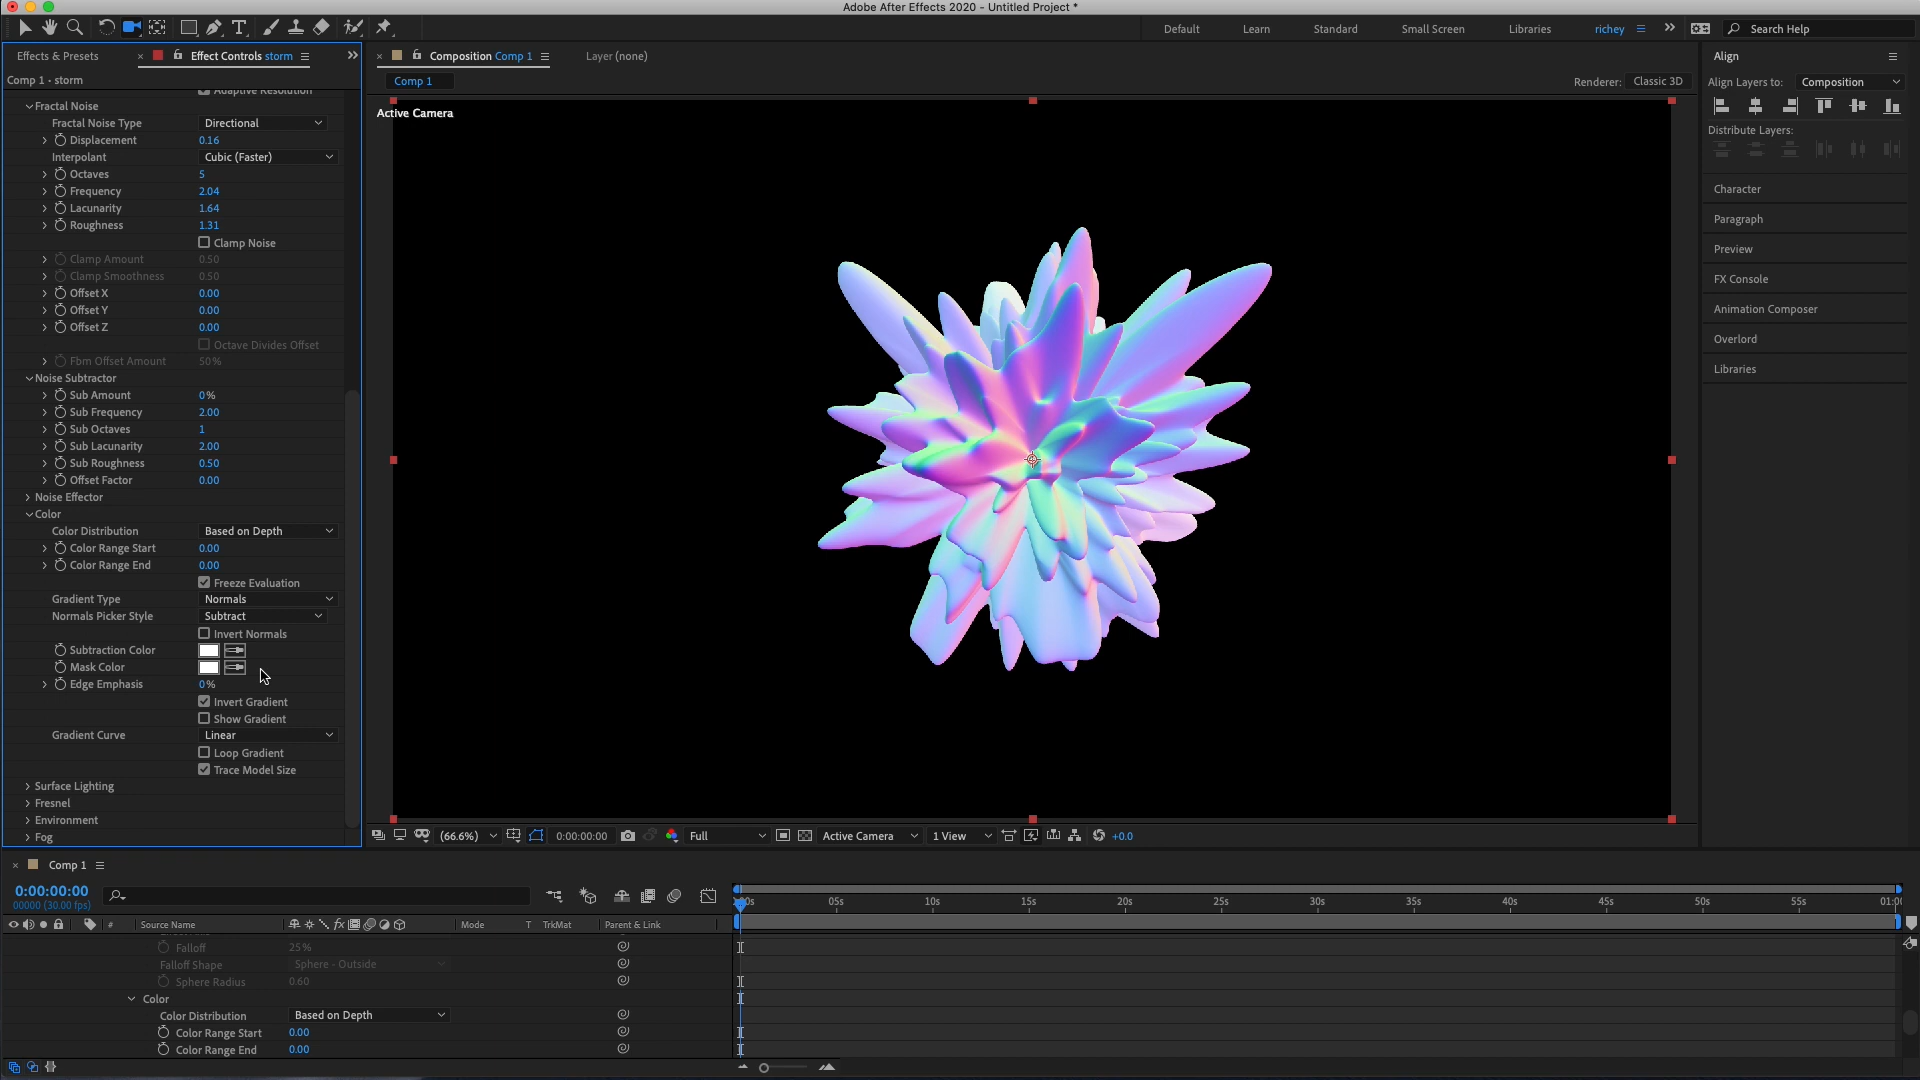 Adobe After Effects 2020 - Untitled Project *
Default
Learn
Standard
Small Screen
Libraries
richey
Search Help
Effects & Presets
Effect Controls storm
Composition Comp 1
Layer (none)
Align
Comp 1 • storm
Comp 1
Renderer: Classic 3D
Align Layers to: Composition
Active Camera
Distribute Layers:
Character
Paragraph
Preview
FX Console
Animation Composer
Overlord
Libraries
Adaptive Resolution
Fractal Noise
Fractal Noise Type Directional
Displacement 0.16
Interpolant Cubic (Faster)
Octaves 5
Frequency 2.04
Lacunarity 1.64
Roughness 1.31
Clamp Noise
Clamp Amount 0.50
Clamp Smoothness 0.50
Offset X 0.00
Offset Y 0.00
Offset Z 0.00
Octave Divides Offset
Fbm Offset Amount 50%
Noise Subtractor
Sub Amount 0%
Sub Frequency 2.00
Sub Octaves 1
Sub Lacunarity 2.00
Sub Roughness 0.50
Offset Factor 0.00
Noise Effector
Color
Color Distribution Based on Depth
Color Range Start 0.00
Color Range End 0.00
Freeze Evaluation
Gradient Type Normals
Normals Picker Style Subtract
Invert Normals
Subtraction Color
Mask Color
Edge Emphasis 0%
Invert Gradient
Show Gradient
Gradient Curve Linear
Loop Gradient
Trace Model Size
Surface Lighting
Fresnel
Environment
Fog
(66.6%) 0:00:00:00 Full Active Camera 1 View +0.0
Comp 1
0:00:00:00
00000 (30.00 fps)
05s 10s 15s 20s 25s 30s 35s 40s 45s 50s 55s
# Source Name Mode T TrkMat Parent & Link
Falloff 25%
Falloff Shape Sphere - Outside
Sphere Radius 0.60
Color
Color Distribution Based on Depth
Color Range Start 0.00
Color Range End 0.00